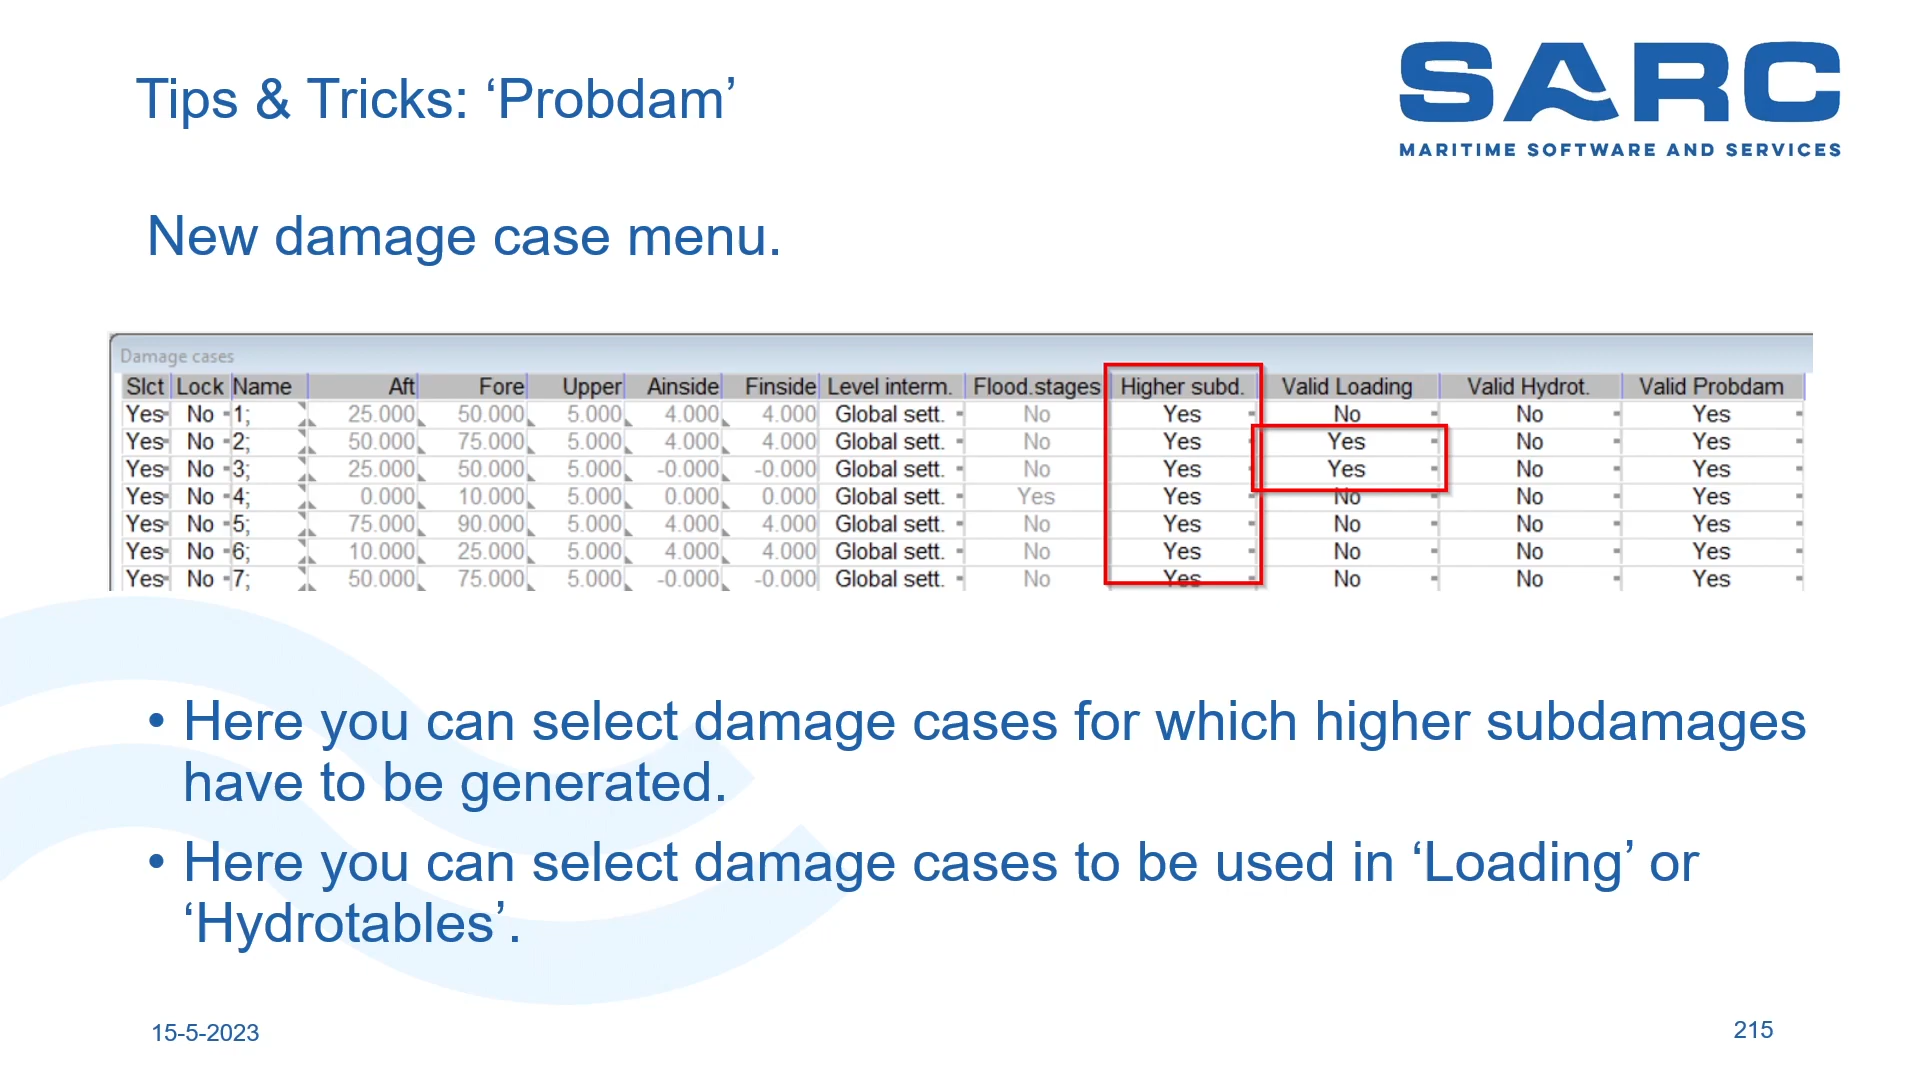 Tips & Tricks: ‘Probdam’
SARC
MARITIME SOFTWARE AND SERVICES
New damage case menu.
Damage cases
Slct Lock Name Aft Fore Upper Ainside Finside Level interm. Flood.stages Higher subd. Valid Loading Valid Hydrot. Valid Probdam
Yes No 1; 25.000 50.000 5.000 4.000 4.000 Global sett. No Yes No No Yes
Yes No 2; 50.000 75.000 5.000 4.000 4.000 Global sett. No Yes Yes No Yes
Yes No 3; 25.000 50.000 5.000 -0.000 -0.000 Global sett. No Yes Yes No Yes
Yes No 4; 0.000 10.000 5.000 0.000 0.000 Global sett. Yes Yes No No Yes
Yes No 5; 75.000 90.000 5.000 4.000 4.000 Global sett. No Yes No No Yes
Yes No 6; 10.000 25.000 5.000 4.000 4.000 Global sett. No Yes No No Yes
Yes No 7; 50.000 75.000 5.000 -0.000 -0.000 Global sett. No Yes No No Yes
• Here you can select damage cases for which higher subdamages
have to be generated.
• Here you can select damage cases to be used in ‘Loading’ or
‘Hydrotables’.
15-5-2023
215